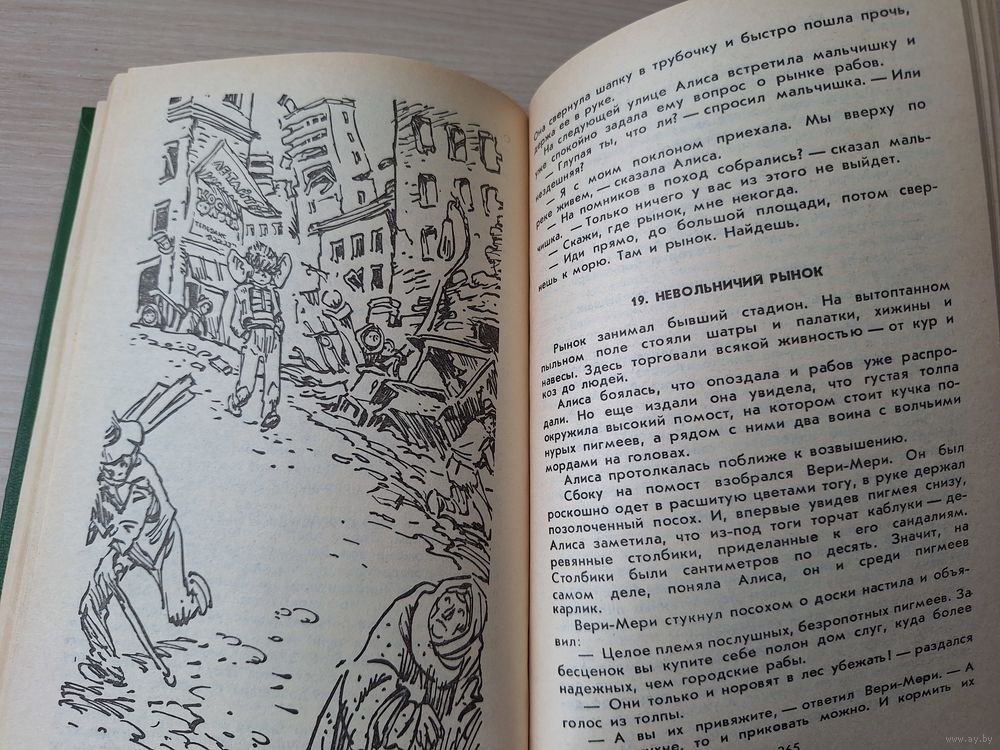 Она свернула шапку в трубочку и быстро пошла прочь,
держа ее в руке.
На следующей улице Алиса встретила мальчишку и
уже спокойно задала ему вопрос о рынке рабов.
— Глупая ты, что ли? — спросил мальчишка. — Или
нездешняя?
— Я с моим поклоном приехала. Мы вверху по
реке живем, — сказала Алиса.
— На помников в поход собрались? — сказал маль-
чишка. — Только ничего у вас из этого не выйдет.
— Скажи, где рынок, мне некогда.
— Иди прямо, до большой площади, потом свер-
нешь к морю. Там и рынок. Найдешь.
19. НЕВОЛЬНИЧИЙ РЫНОК
Рынок занимал бывший стадион. На вытоптанном
пыльном поле стояли шатры и палатки, хижины и
навесы. Здесь торговали всякой живностью — от кур и
коз до людей.
Алиса боялась, что опоздала и рабов уже распро-
дали. Но еще издали она увидела, что густая толпа
окружила высокий помост, на котором стоит кучка по-
нурых пигмеев, а рядом с ними два воина с волчьими
мордами на головах.
Алиса протолкалась поближе к возвышению.
Сбоку на помост взобрался Вери-Мери. Он был
роскошно одет в расшитую цветами тогу, в руке держал
позолоченный посох. И, впервые увидев пигмея снизу,
Алиса заметила, что из-под тоги торчат каблуки — де-
ревянные столбики, приделанные к его сандалиям.
Столбики были сантиметров по десять. Значит, на
самом деле, поняла Алиса, он и среди пигмеев
карлик.
Вери-Мери стукнул посохом о доски настила и объя-
вил:
— Целое племя послушных, безропотных пигмеев. За
бесценок вы купите себе полон дом слуг, куда более
надежных, чем городские рабы.
— Они только и норовят в лес убежать! — раздался
голос из толпы.
— А вы их привяжите, — ответил Вери-Мери. — А
то и приковать можно. И кормить их
265
www.ay.by